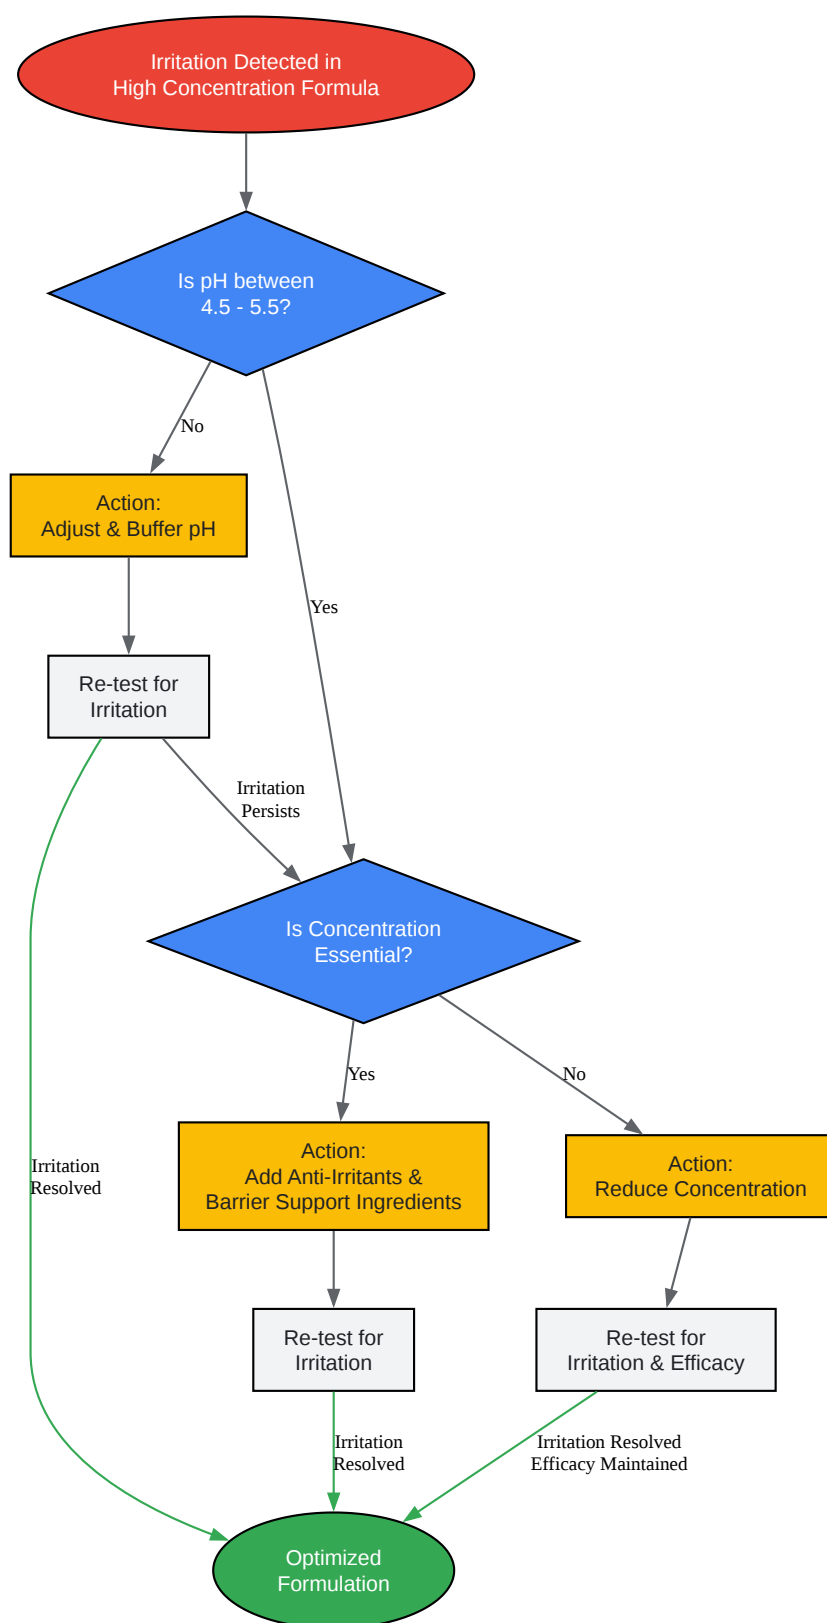 Irritation Detected in
High Concentration Formula
Is pH between
4.5 - 5.5?
No
Action:
Adjust & Buffer pH
Yes
Re-test for
Irritation
Irritation
Persists
Is Concentration
Essential?
Yes
No
Action:
Add Anti-Irritants &
Barrier Support Ingredients
Action:
Reduce Concentration
Irritation
Resolved
Re-test for
Irritation
Re-test for
Irritation & Efficacy
Irritation
Resolved
Irritation Resolved
Efficacy Maintained
Optimized
Formulation